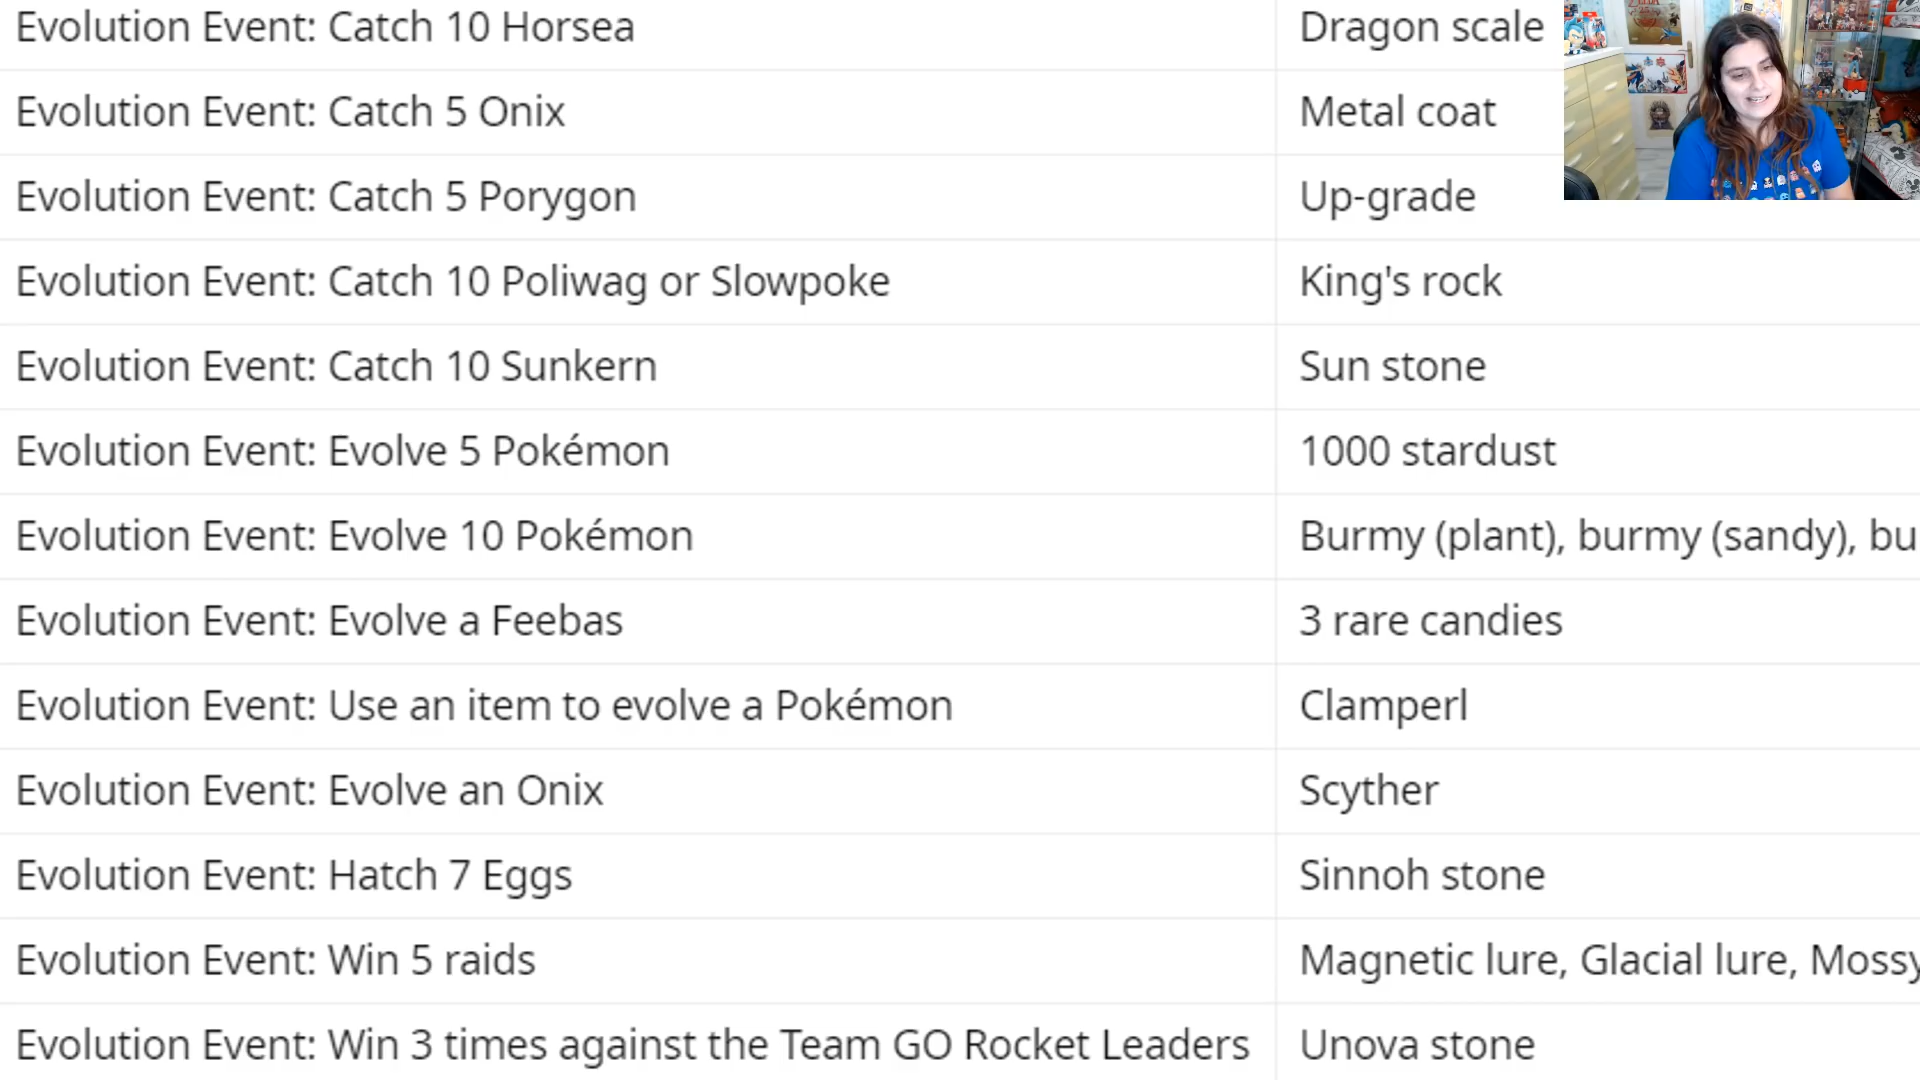 Evolution Event: Catch 10 Horsea Dragon scale
Evolution Event: Catch 5 Onix Metal coat
Evolution Event: Catch 5 Porygon Up-grade
Evolution Event: Catch 10 Poliwag or Slowpoke King's rock
Evolution Event: Catch 10 Sunkern Sun stone
Evolution Event: Evolve 5 Pokémon 1000 stardust
Evolution Event: Evolve 10 Pokémon Burmy (plant), burmy (sandy), bu
Evolution Event: Evolve a Feebas 3 rare candies
Evolution Event: Use an item to evolve a Pokémon Clamperl
Evolution Event: Evolve an Onix Scyther
Evolution Event: Hatch 7 Eggs Sinnoh stone
Evolution Event: Win 5 raids Magnetic lure, Glacial lure, Mossy
Evolution Event: Win 3 times against the Team GO Rocket Leaders Unova stone